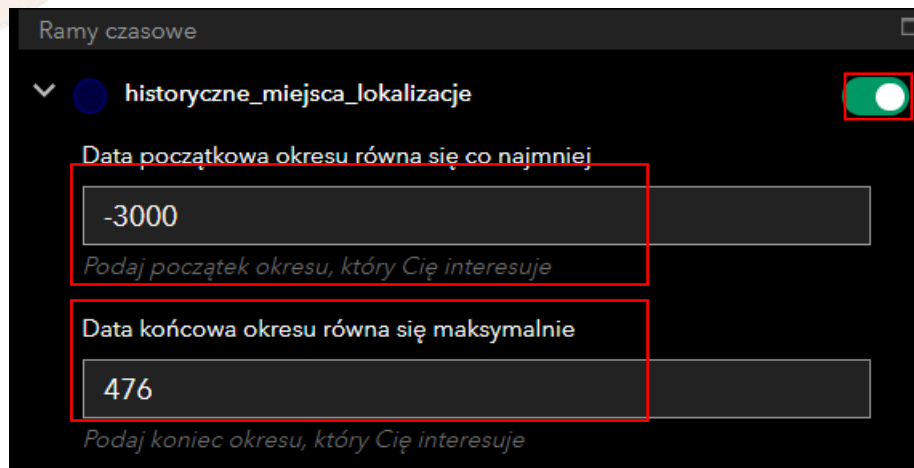 Ramy czasowe
historyczne_miejsca_lokalizacje
Data początkowa okresu równa się co najmniej
-3000
Podaj początek okresu, który Cię interesuje
Data końcowa okresu równa się maksymalnie
476
Podaj koniec okresu, który Cię interesuje